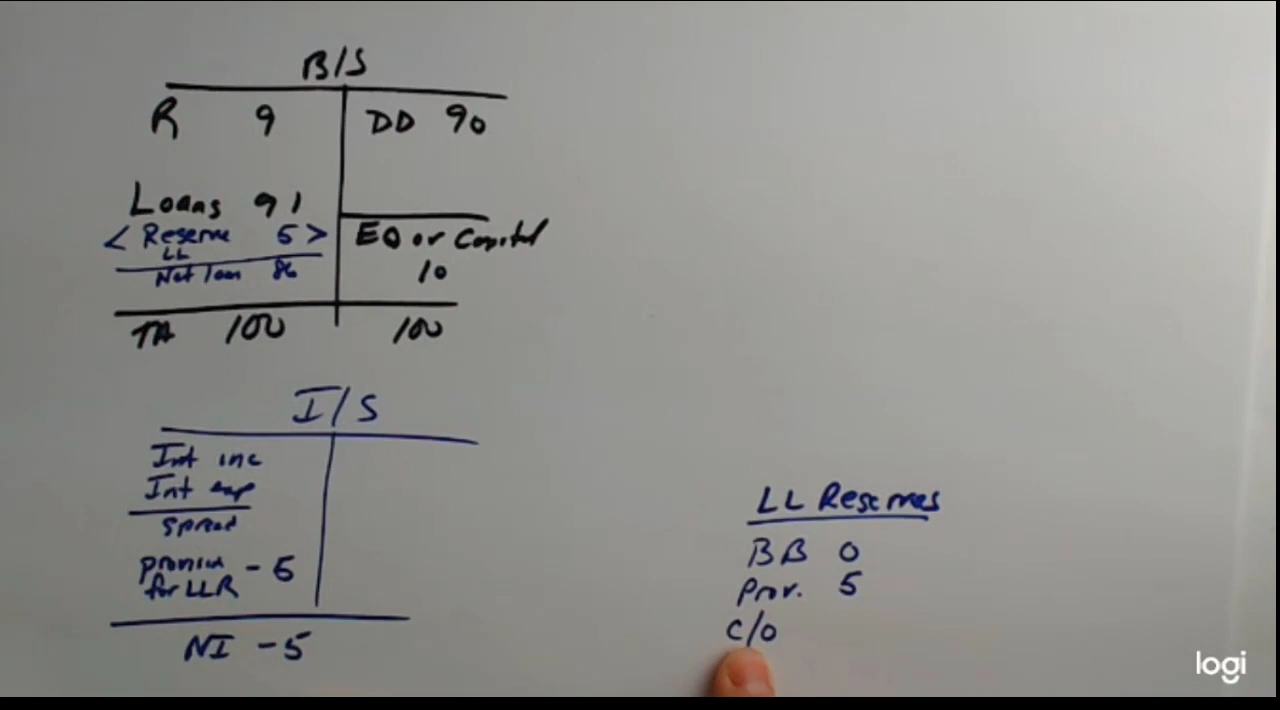 B/S
R 9 DD 90
Loans 91
< Reserve 5 > EQ or Capital
LL
Net loan 86 10
TA 100 100
I/S
Int inc
Int exp
Spread
provision - 5
for LLR
NI - 5
LL Reserves
BB 0
Prov. 5
C/O
logi